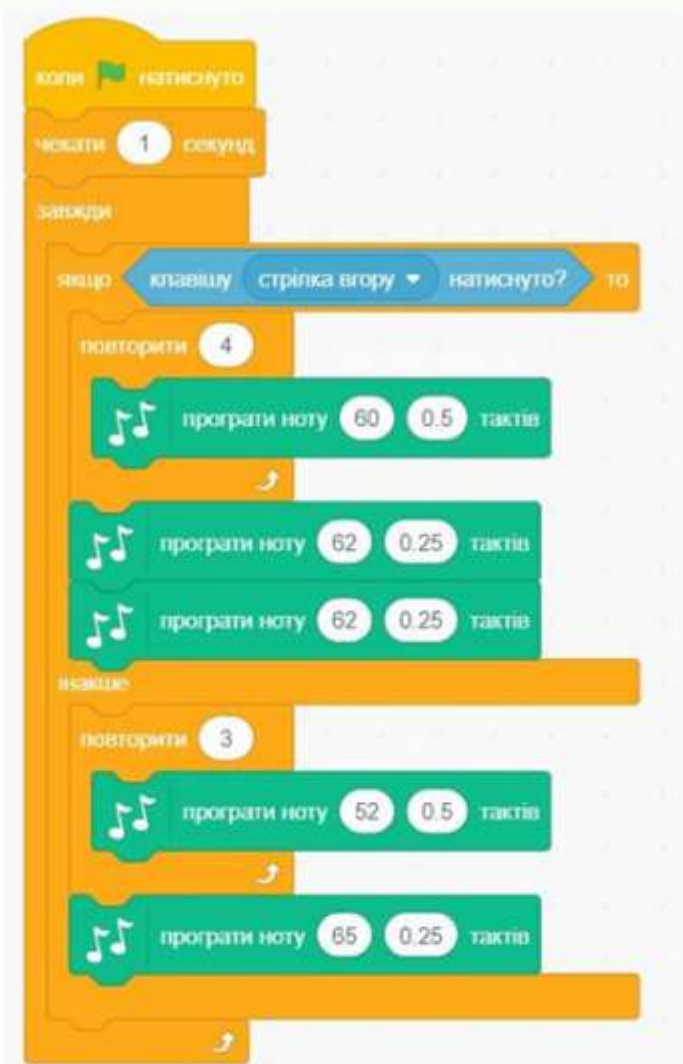 коли натиснуто
чекати 1 секунд
завжди
якщо клавішу стрілка вгору натиснуто? то
повторити 4
програти ноту 60 0.5 тактів
програти ноту 62 0.25 тактів
програти ноту 62 0.25 тактів
інакше
повторити 3
програти ноту 52 0.5 тактів
програти ноту 65 0.25 тактів